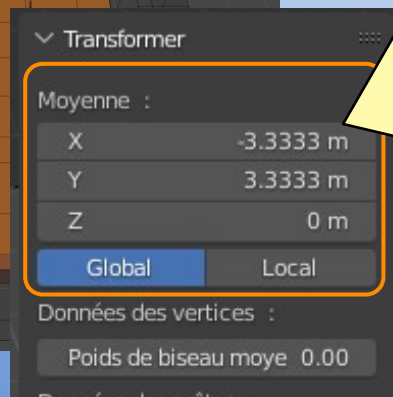 Transformer
Moyenne :
X -3.3333 m
Y 3.3333 m
Z 0 m
Global Local
Données des vertices :
Poids de biseau moye 0.00